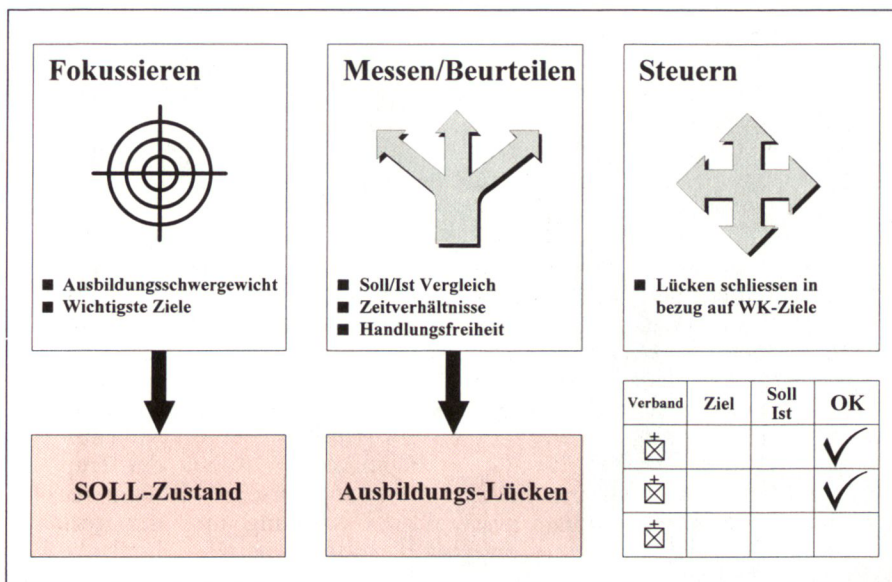 Fokussieren
■ Ausbildungsschwergewicht
■ Wichtigste Ziele
SOLL-Zustand
Messen/Beurteilen
■ Soll/Ist Vergleich
■ Zeitverhältnisse
■ Handlungsfreiheit
Ausbildungs-Lücken
Steuern
■ Lücken schliessen in
bezug auf WK-Ziele
Verband Ziel Soll Ist OK